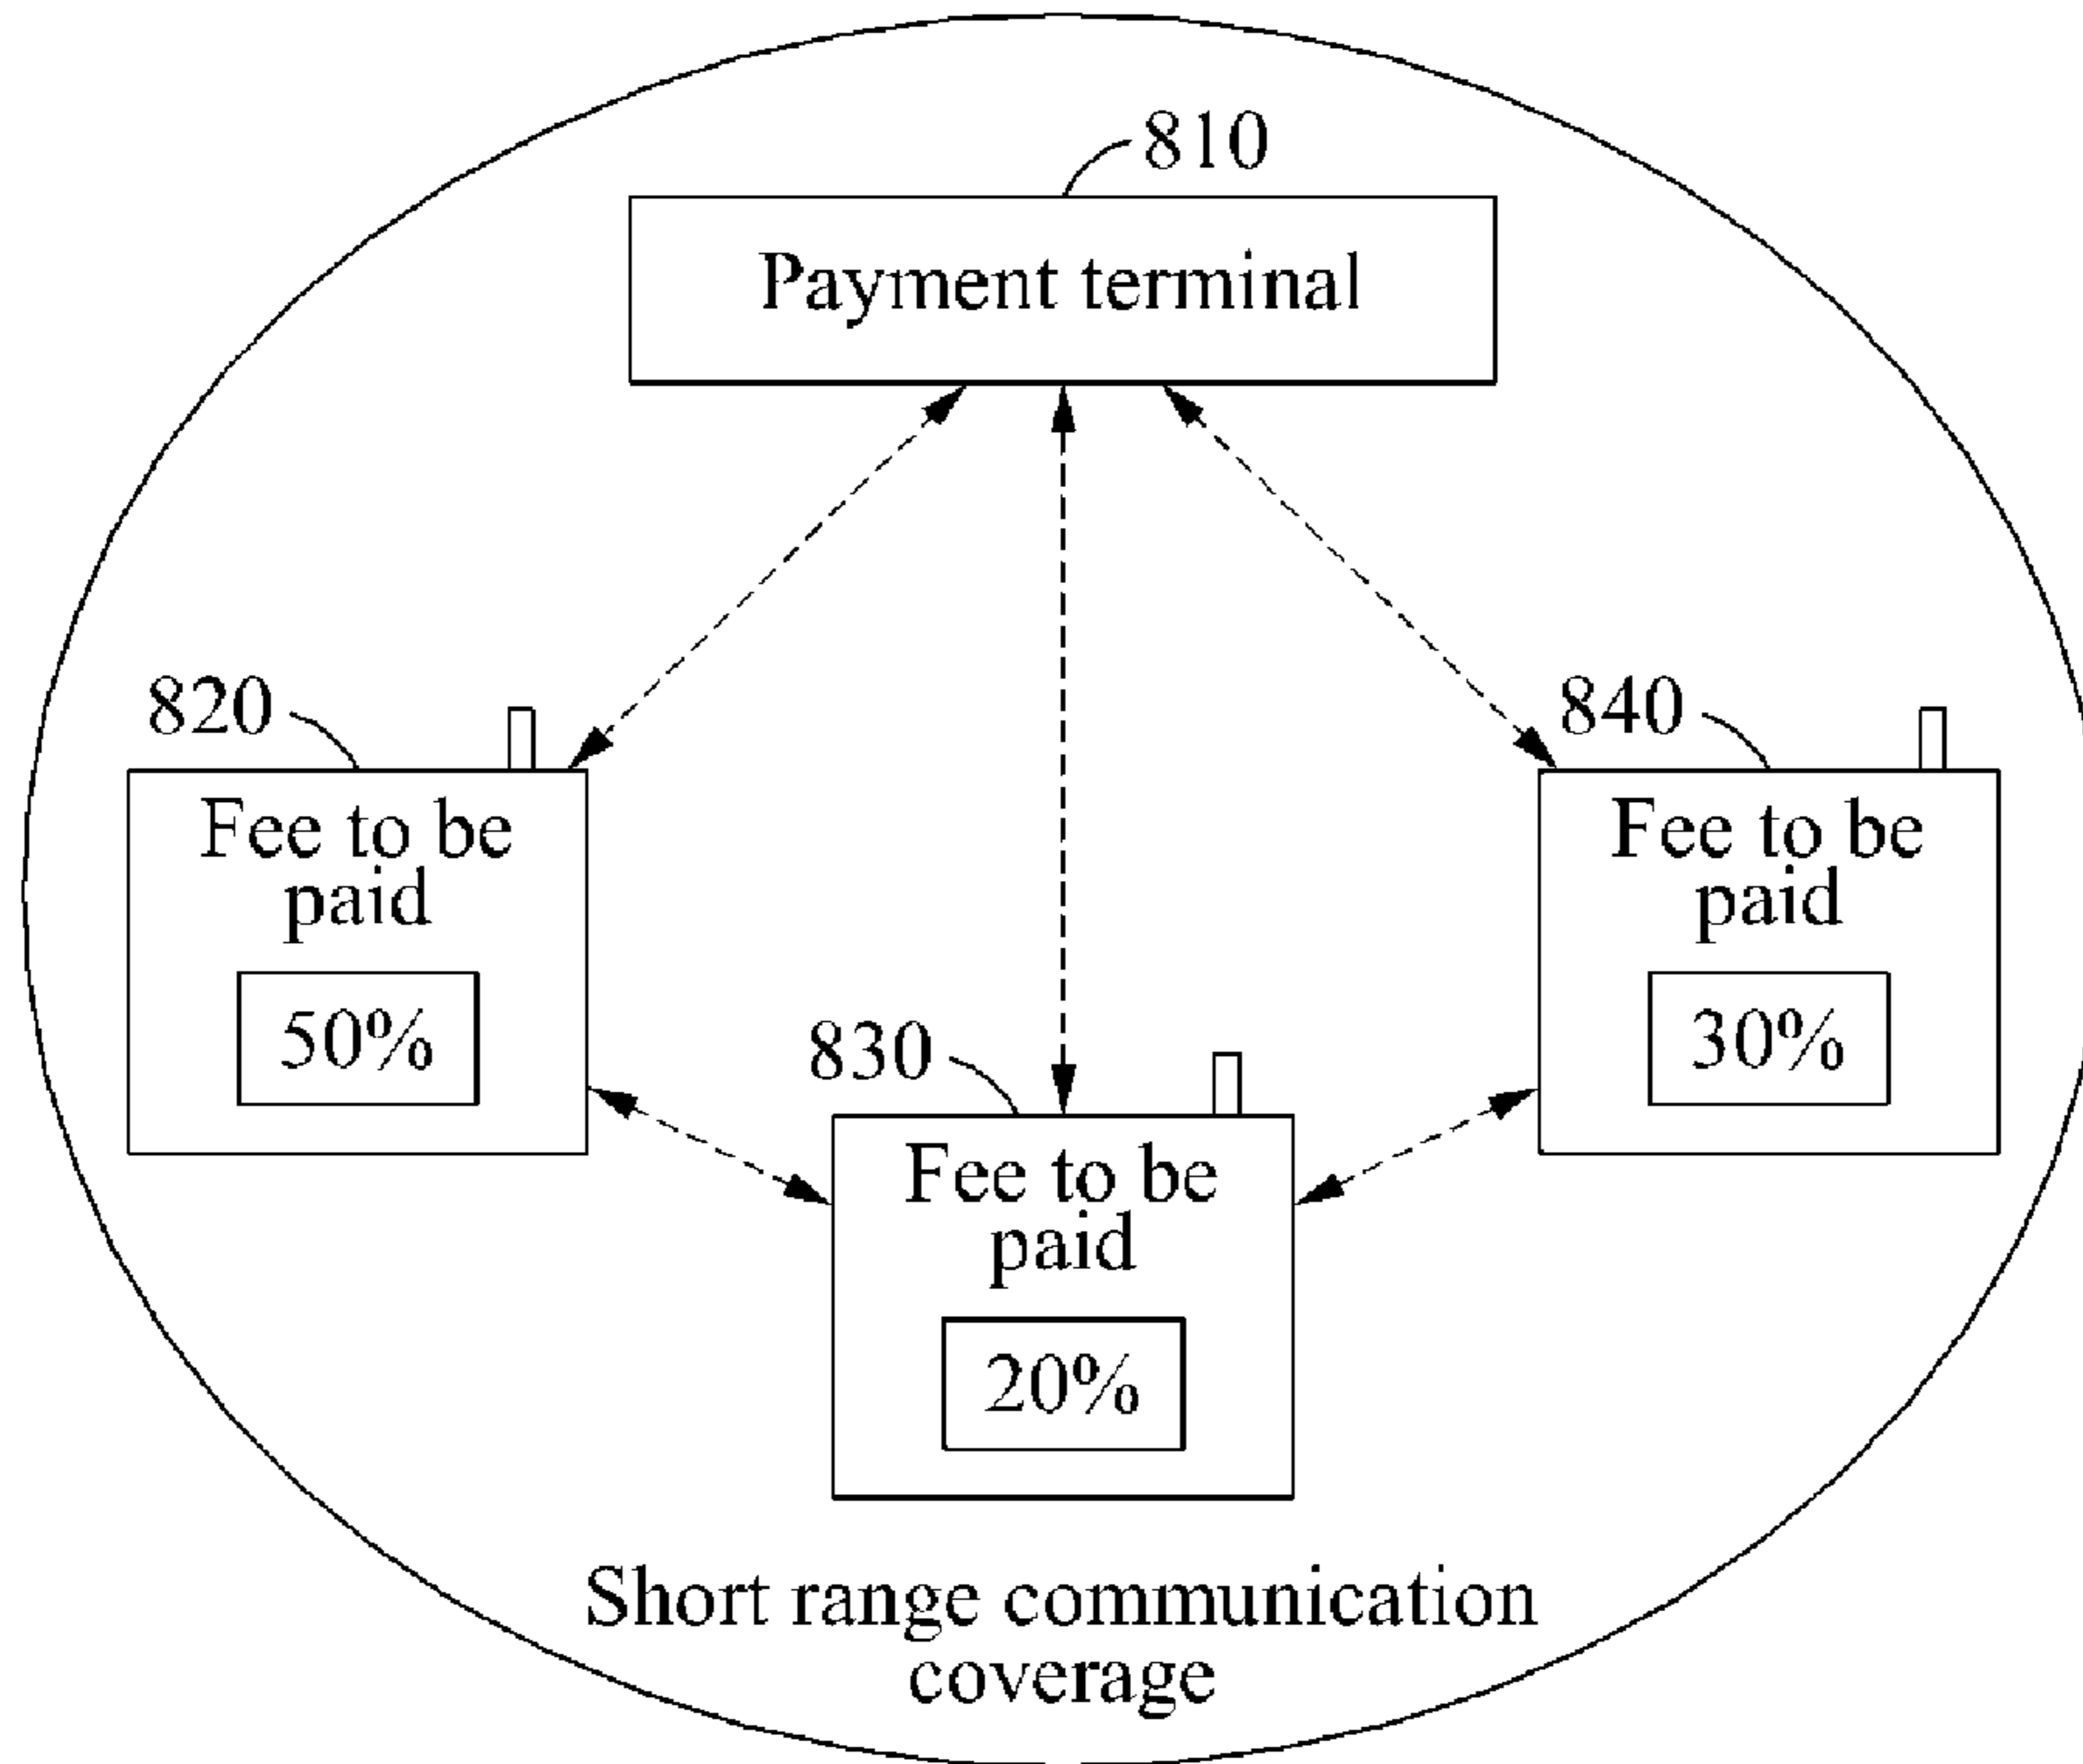 810
Payment terminal
820
Fee to be
paid
50%
830
Fee to be
paid
20%
840
Fee to be
paid
30%
Short range communication
coverage